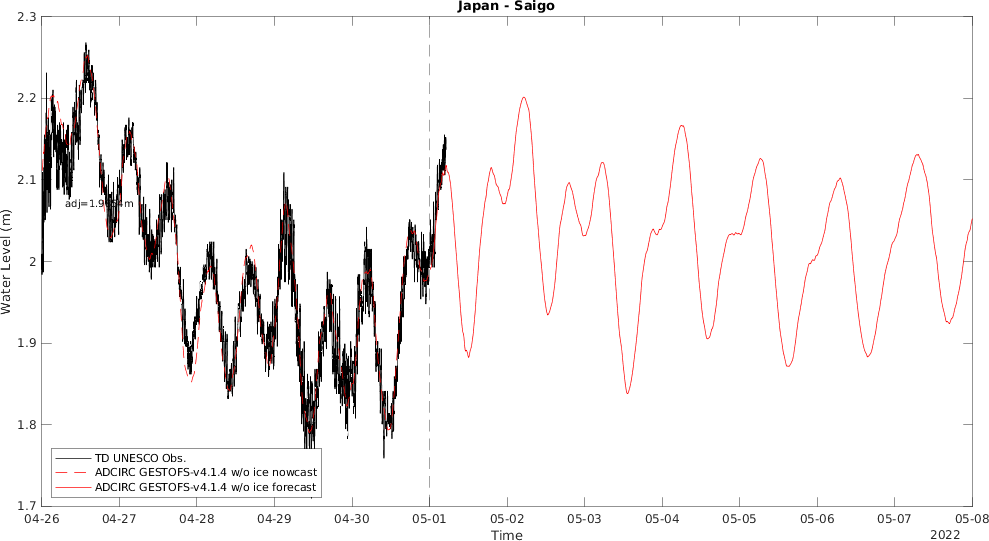 Japan - Saigo
2.3
2.2
2.1
2
1.9
1.8
1.7
Water Level (m)
TD UNESCO Obs.
ADCIRC GESTOFS-v4.1.4 w/o ice nowcast
ADCIRC GESTOFS-v4.1.4 w/o ice forecast
04-26 04-27 04-28 04-29 04-30 05-01 05-02 05-03 05-04 05-05 05-06 05-07 05-08
Time
2022